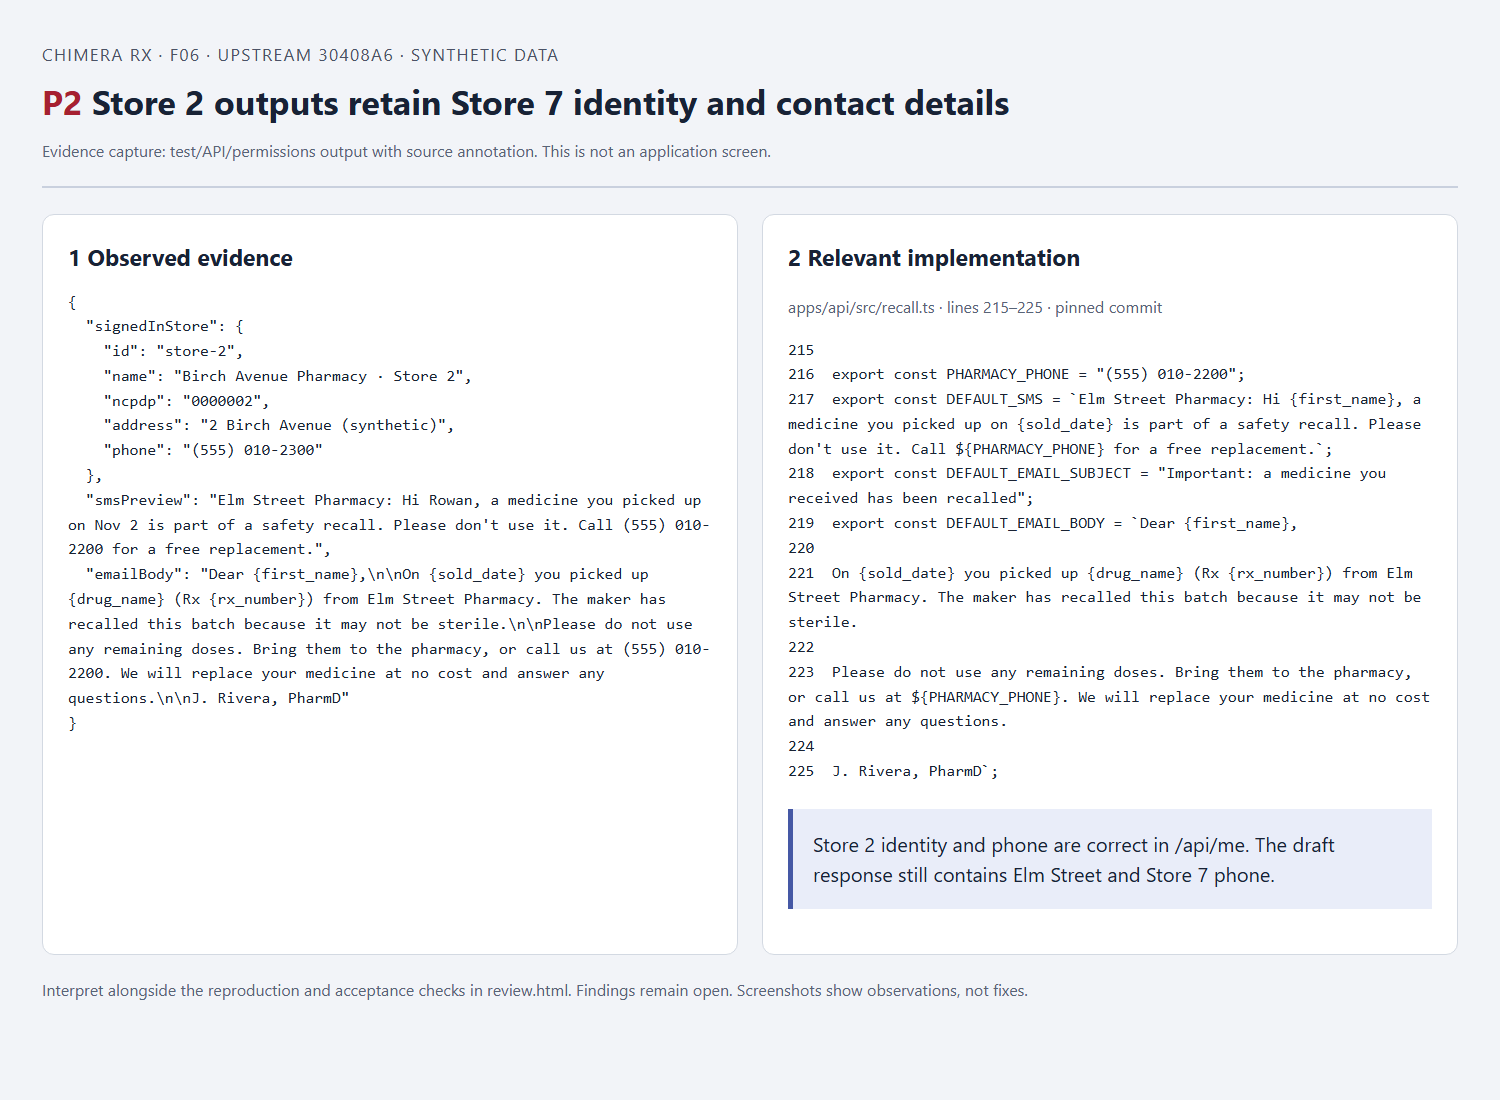 CHIMERA RX · F06 · UPSTREAM 30408A6 · SYNTHETIC DATA
P2 Store 2 outputs retain Store 7 identity and contact details
Evidence capture: test/API/permissions output with source annotation. This is not an application screen.
1 Observed evidence
{
  "signedInStore": {
    "id": "store-2",
    "name": "Birch Avenue Pharmacy · Store 2",
    "ncpdp": "0000002",
    "address": "2 Birch Avenue (synthetic)",
    "phone": "(555) 010-2300"
  },
  "smsPreview": "Elm Street Pharmacy: Hi Rowan, a medicine you picked up
on Nov 2 is part of a safety recall. Please don't use it. Call (555) 010-
2200 for a free replacement.",
  "emailBody": "Dear {first_name},\n\nOn {sold_date} you picked up
{drug_name} (Rx {rx_number}) from Elm Street Pharmacy. The maker has
recalled this batch because it may not be sterile.\n\nPlease do not use
any remaining doses. Bring them to the pharmacy, or call us at (555) 010-
2200. We will replace your medicine at no cost and answer any
questions.\n\nJ. Rivera, PharmD"
}
2 Relevant implementation
apps/api/src/recall.ts · lines 215–225 · pinned commit
215
216  export const PHARMACY_PHONE = "(555) 010-2200";
217  export const DEFAULT_SMS = `Elm Street Pharmacy: Hi {first_name}, a
medicine you picked up on {sold_date} is part of a safety recall. Please
don't use it. Call ${PHARMACY_PHONE} for a free replacement.`;
218  export const DEFAULT_EMAIL_SUBJECT = "Important: a medicine you
received has been recalled";
219  export const DEFAULT_EMAIL_BODY = `Dear {first_name},
220
221  On {sold_date} you picked up {drug_name} (Rx {rx_number}) from Elm
Street Pharmacy. The maker has recalled this batch because it may not be
sterile.
222
223  Please do not use any remaining doses. Bring them to the pharmacy,
or call us at ${PHARMACY_PHONE}. We will replace your medicine at no cost
and answer any questions.
224
225  J. Rivera, PharmD`;
Store 2 identity and phone are correct in /api/me. The draft
response still contains Elm Street and Store 7 phone.
Interpret alongside the reproduction and acceptance checks in review.html. Findings remain open. Screenshots show observations, not fixes.